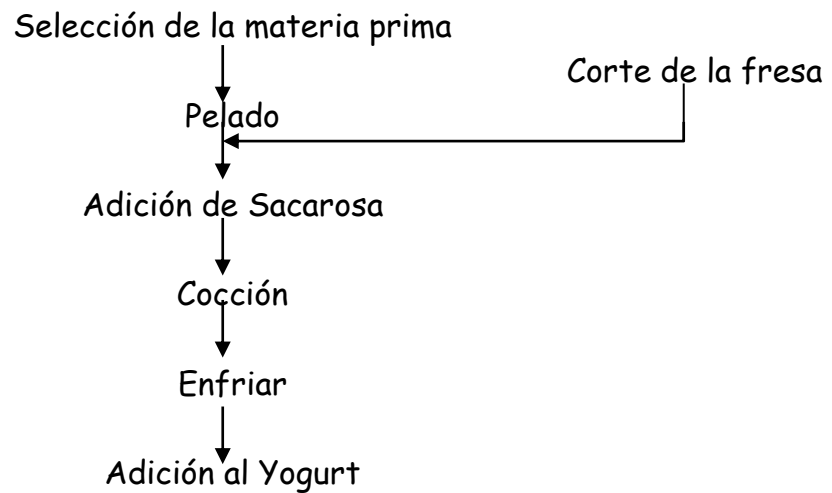 Selección de la materia prima
Corte de la fresa
Pelado
Adición de Sacarosa
Cocción
Enfriar
Adición al Yogurt